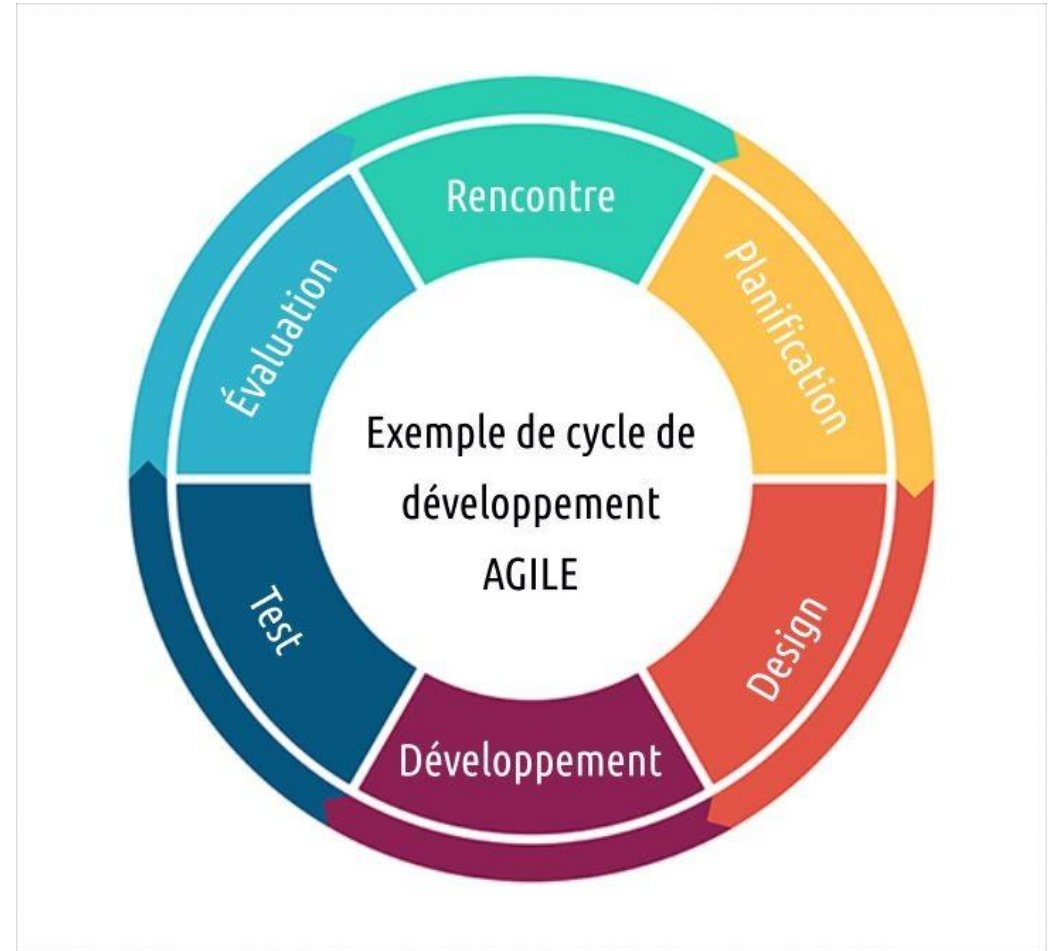 Rencontre
Planification
Design
Développement
Test
Évaluation
Exemple de cycle de
développement
AGILE